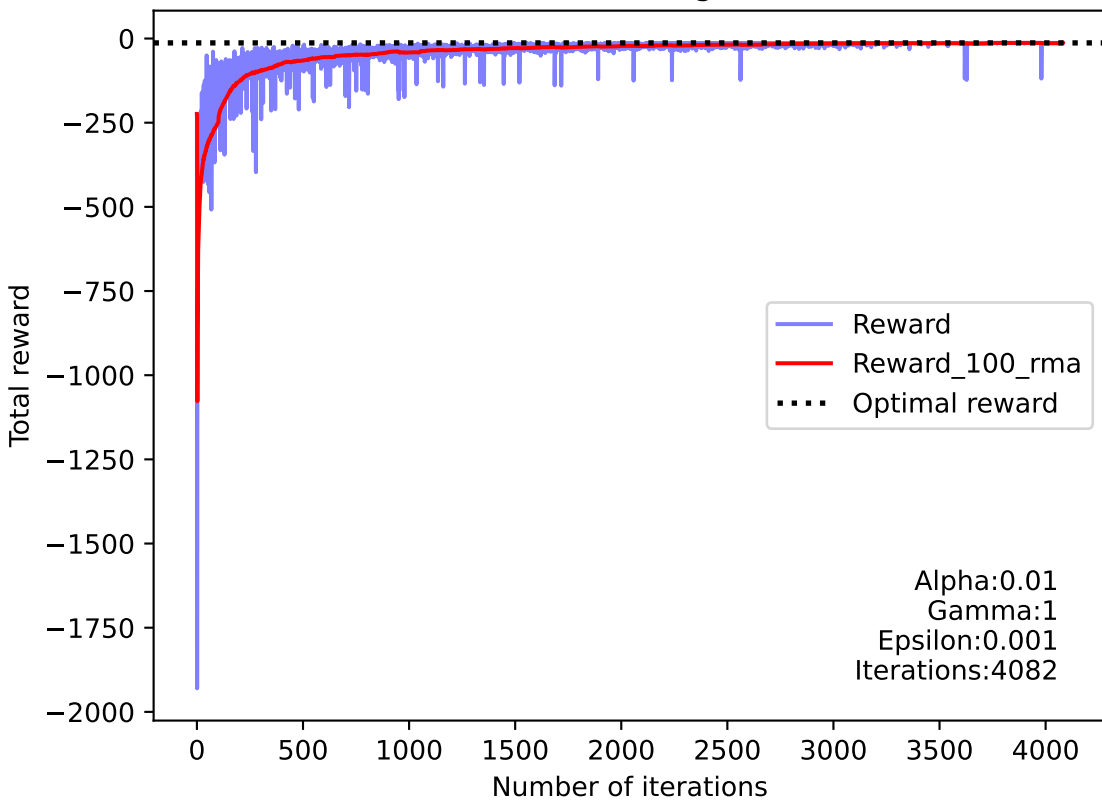 0
−250
−500
−750
−1000
−1250
−1500
−1750
−2000
Total reward
Reward
Reward_100_rma
Optimal reward
Alpha:0.01
Gamma:1
Epsilon:0.001
Iterations:4082
0 500 1000 1500 2000 2500 3000 3500 4000
Number of iterations